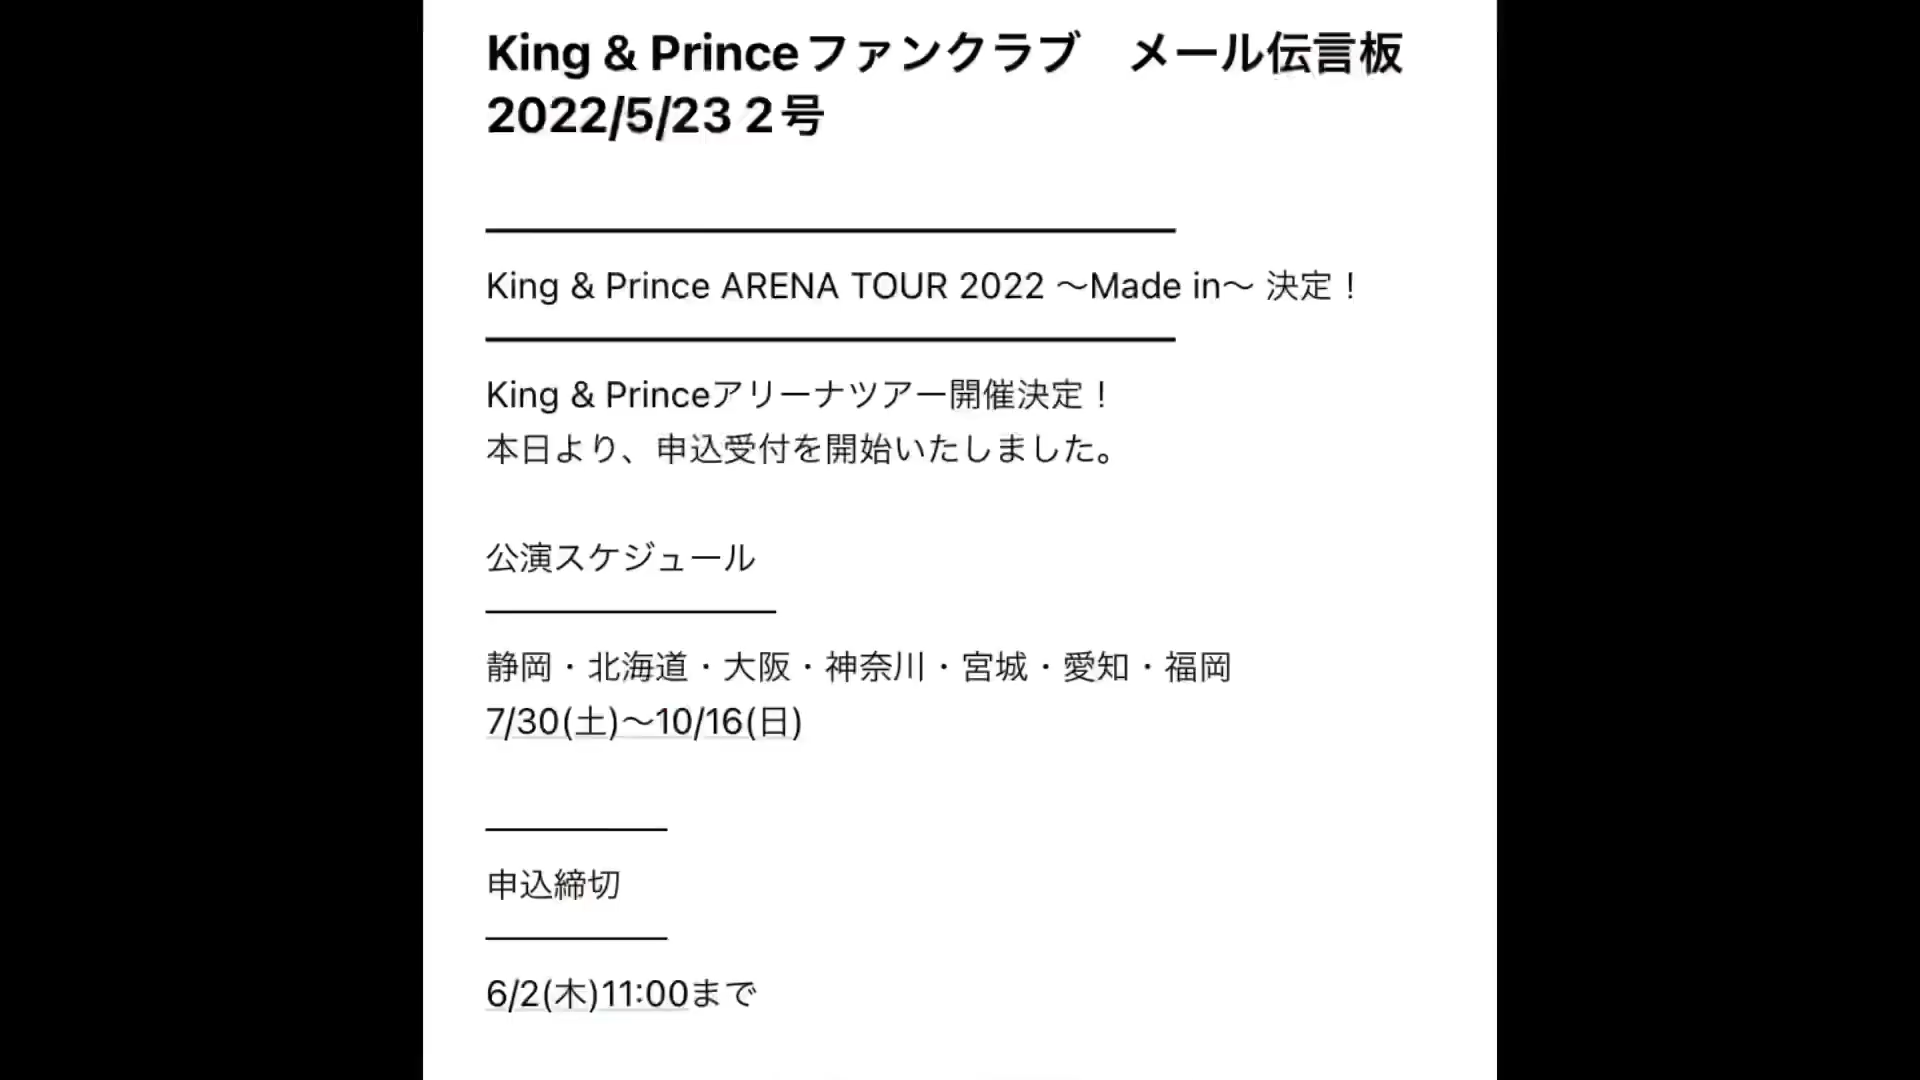 King & Princeファンクラブ　メール伝言板
2022/5/23２号
King & Prince ARENA TOUR 2022 〜Made in〜 決定！
King & Princeアリーナツアー開催決定！
本日より、申込受付を開始いたしました。
公演スケジュール
静岡・北海道・大阪・神奈川・宮城・愛知・福岡
7/30(土)〜10/16(日)
申込締切
6/2(木)11:00まで